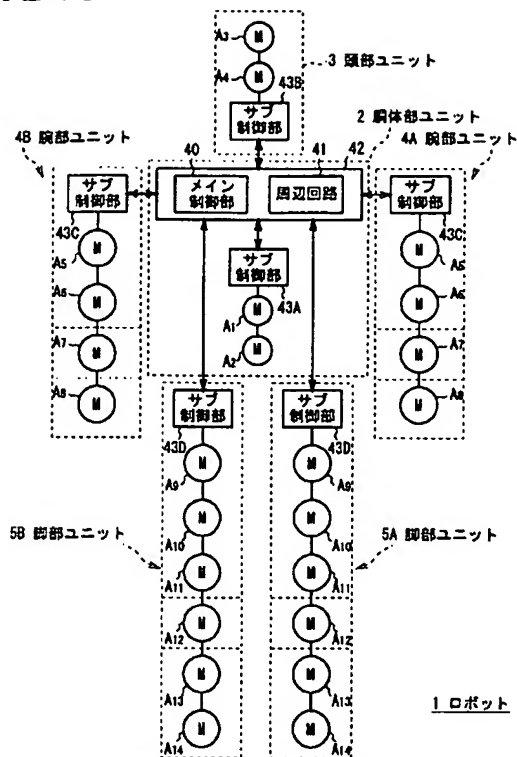 A3 M
A4 M
3 頭部ユニット
43B
サブ
制御部
2 胴体部ユニット
4B 腕部ユニット
4A 腕部ユニット
40
41
42
メイン
制御部
周辺回路
サブ
制御部
43C
A5 M
A6 M
A7 M
A8 M
サブ
制御部
43A
A1 M
A2 M
サブ
制御部
43C
M A5
M A6
M A7
M A8
サブ
制御部
43D
A9 M
A10 M
A11 M
A12 M
A13 M
A14 M
5B 脚部ユニット
サブ
制御部
43D
M A9
M A10
M A11
M A12
M A13
M A14
5A 脚部ユニット
1 ロボット